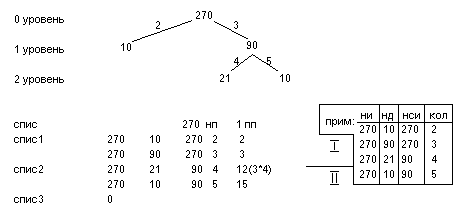 0 уровень 270
2 3
1 уровень 10 90
4 5
2 уровень 21 10
прим: ни нд нси кол
270 10 270 2
I 270 90 270 3
270 21 90 4
II 270 10 90 5
спис 270 нп 1 пп
спис1 270 10 270 2 2
270 90 270 3 3
спис2 270 21 90 4 12(3*4)
270 10 90 5 15
спис3 0